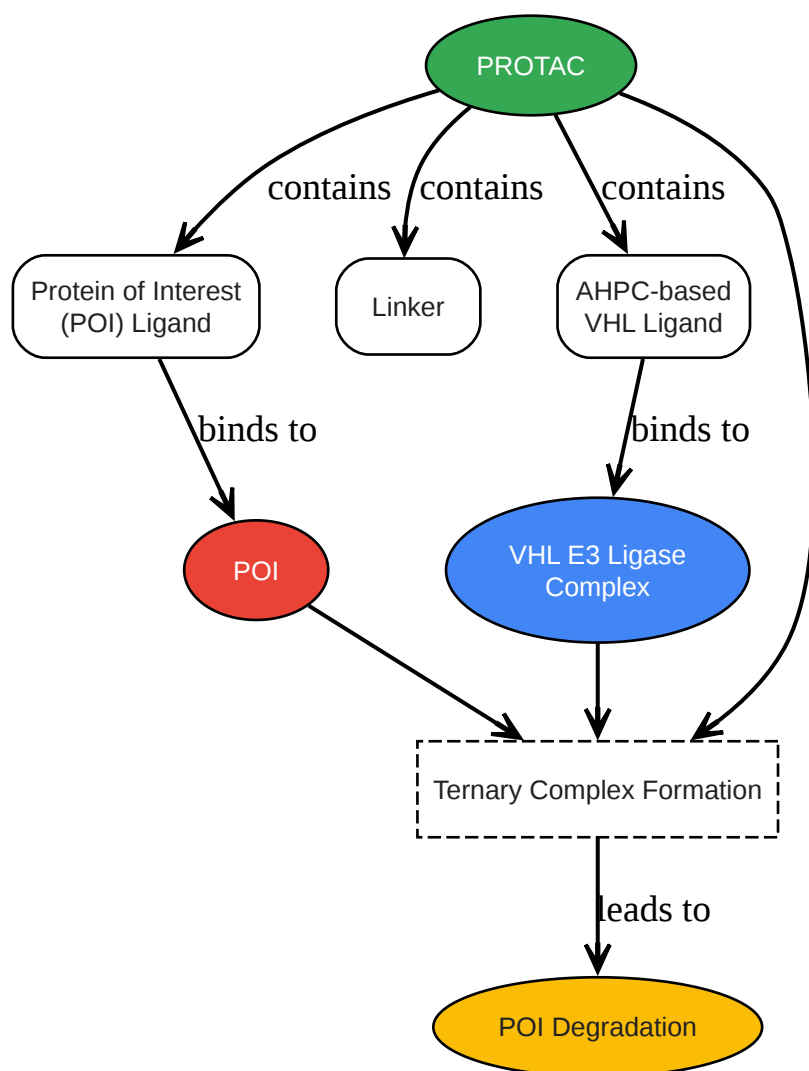 PROTAC
contains
contains
contains
Protein of Interest
(POI) Ligand
Linker
AHPC-based
VHL Ligand
binds to
binds to
POI
VHL E3 Ligase
Complex
Ternary Complex Formation
leads to
POI Degradation